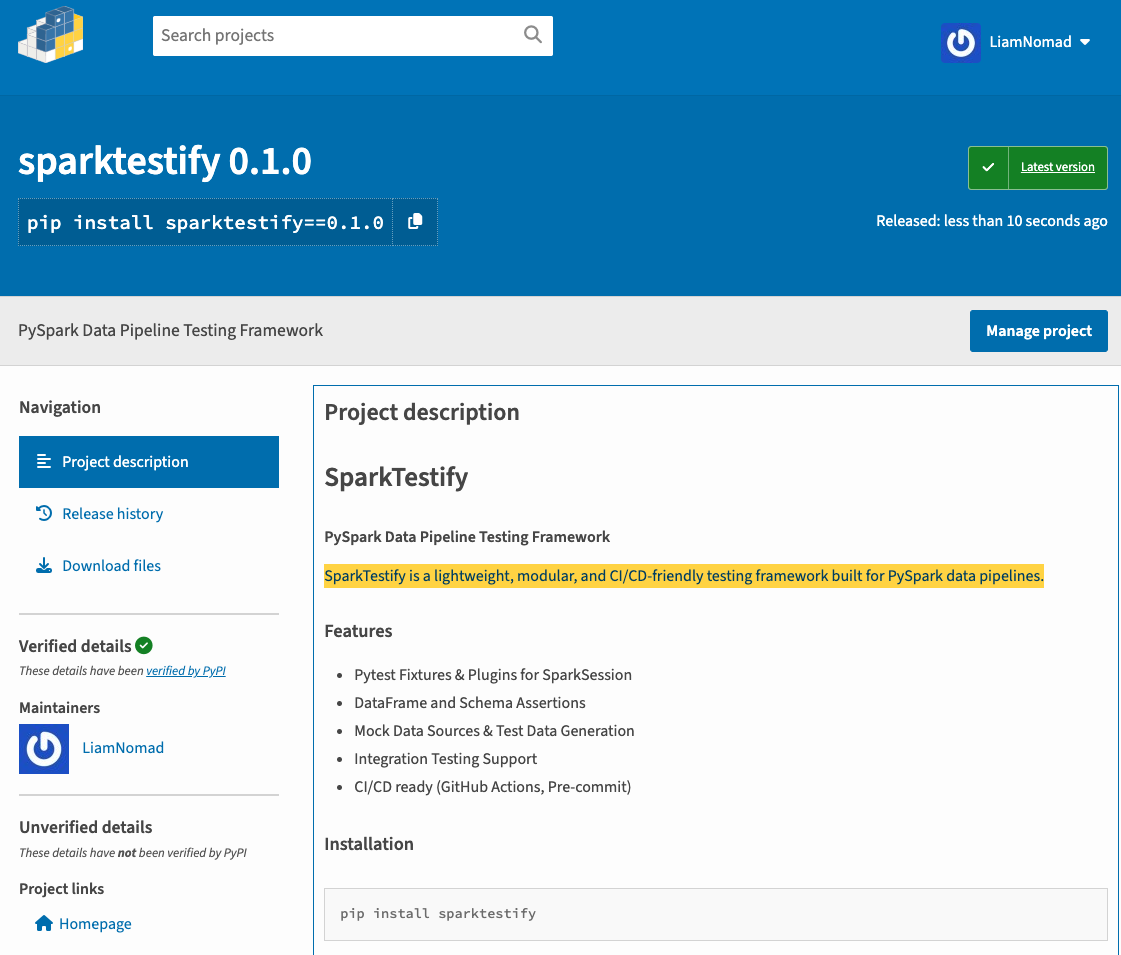 Search projects
LiamNomad
sparktestify 0.1.0
pip install sparktestify==0.1.0
Latest version
Released: less than 10 seconds ago
PySpark Data Pipeline Testing Framework
Manage project
Navigation
Project description
Release history
Download files
Verified details
These details have been verified by PyPI
Maintainers
LiamNomad
Unverified details
These details have not been verified by PyPI
Project links
Homepage
Project description
SparkTestify
PySpark Data Pipeline Testing Framework
SparkTestify is a lightweight, modular, and CI/CD-friendly testing framework built for PySpark data pipelines.
Features
Pytest Fixtures & Plugins for SparkSession
DataFrame and Schema Assertions
Mock Data Sources & Test Data Generation
Integration Testing Support
CI/CD ready (GitHub Actions, Pre-commit)
Installation
pip install sparktestify